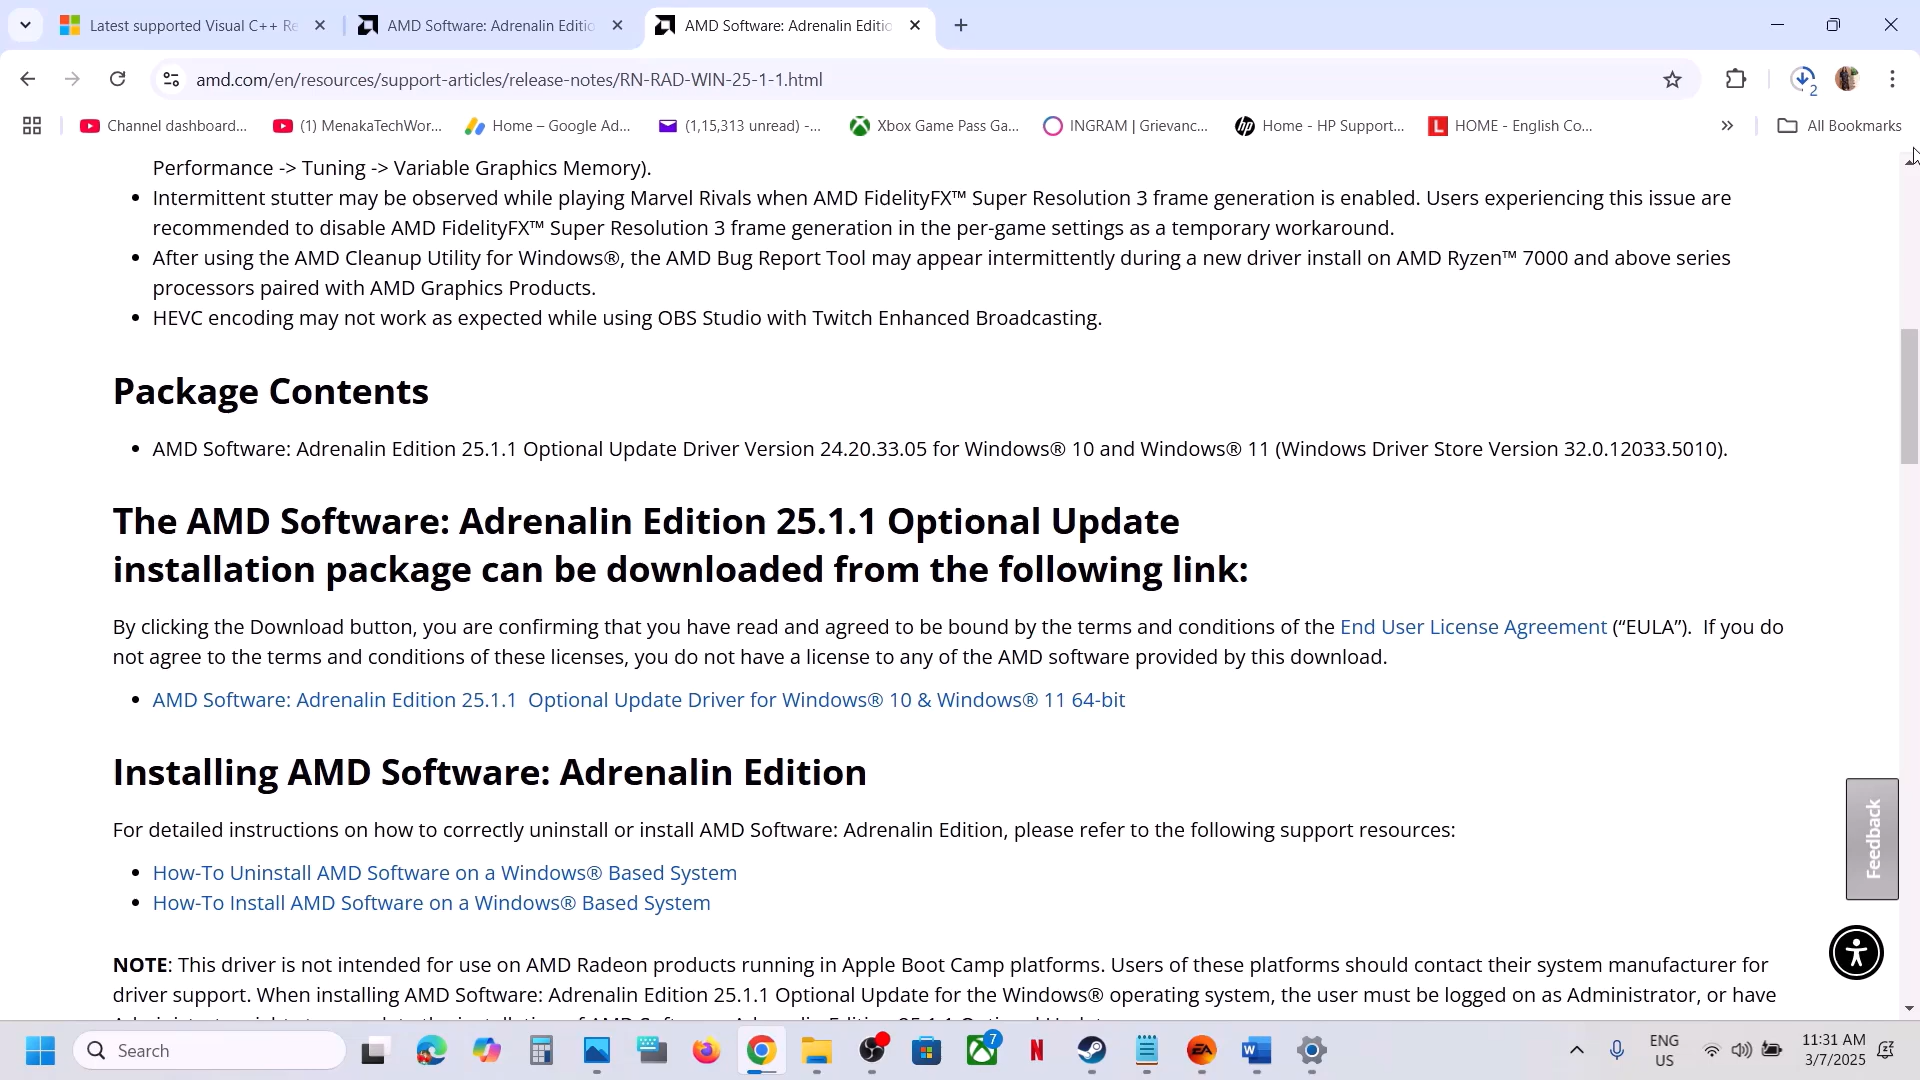 Latest supported Visual C++ Re
AMD Software: Adrenalin Editio
AMD Software: Adrenalin Editio
amd.com/en/resources/support-articles/release-notes/RN-RAD-WIN-25-1-1.html
2
Channel dashboard...
(1) MenakaTechWor...
Home – Google Ad...
(1,15,313 unread) -...
Xbox Game Pass Ga...
INGRAM | Grievanc...
Home - HP Support...
HOME - English Co...
All Bookmarks
Performance -> Tuning -> Variable Graphics Memory).
• Intermittent stutter may be observed while playing Marvel Rivals when AMD FidelityFX™ Super Resolution 3 frame generation is enabled. Users experiencing this issue are
recommended to disable AMD FidelityFX™ Super Resolution 3 frame generation in the per-game settings as a temporary workaround.
• After using the AMD Cleanup Utility for Windows®, the AMD Bug Report Tool may appear intermittently during a new driver install on AMD Ryzen™ 7000 and above series
processors paired with AMD Graphics Products.
• HEVC encoding may not work as expected while using OBS Studio with Twitch Enhanced Broadcasting.
Package Contents
• AMD Software: Adrenalin Edition 25.1.1 Optional Update Driver Version 24.20.33.05 for Windows® 10 and Windows® 11 (Windows Driver Store Version 32.0.12033.5010).
The AMD Software: Adrenalin Edition 25.1.1 Optional Update
installation package can be downloaded from the following link:
By clicking the Download button, you are confirming that you have read and agreed to be bound by the terms and conditions of the End User License Agreement (“EULA”).  If you do
not agree to the terms and conditions of these licenses, you do not have a license to any of the AMD software provided by this download.
• AMD Software: Adrenalin Edition 25.1.1  Optional Update Driver for Windows® 10 & Windows® 11 64-bit
Installing AMD Software: Adrenalin Edition
For detailed instructions on how to correctly uninstall or install AMD Software: Adrenalin Edition, please refer to the following support resources:
• How-To Uninstall AMD Software on a Windows® Based System
• How-To Install AMD Software on a Windows® Based System
Feedback
NOTE: This driver is not intended for use on AMD Radeon products running in Apple Boot Camp platforms. Users of these platforms should contact their system manufacturer for
driver support. When installing AMD Software: Adrenalin Edition 25.1.1 Optional Update for the Windows® operating system, the user must be logged on as Administrator, or have
Search
7
ENG
US
11:31 AM
3/7/2025